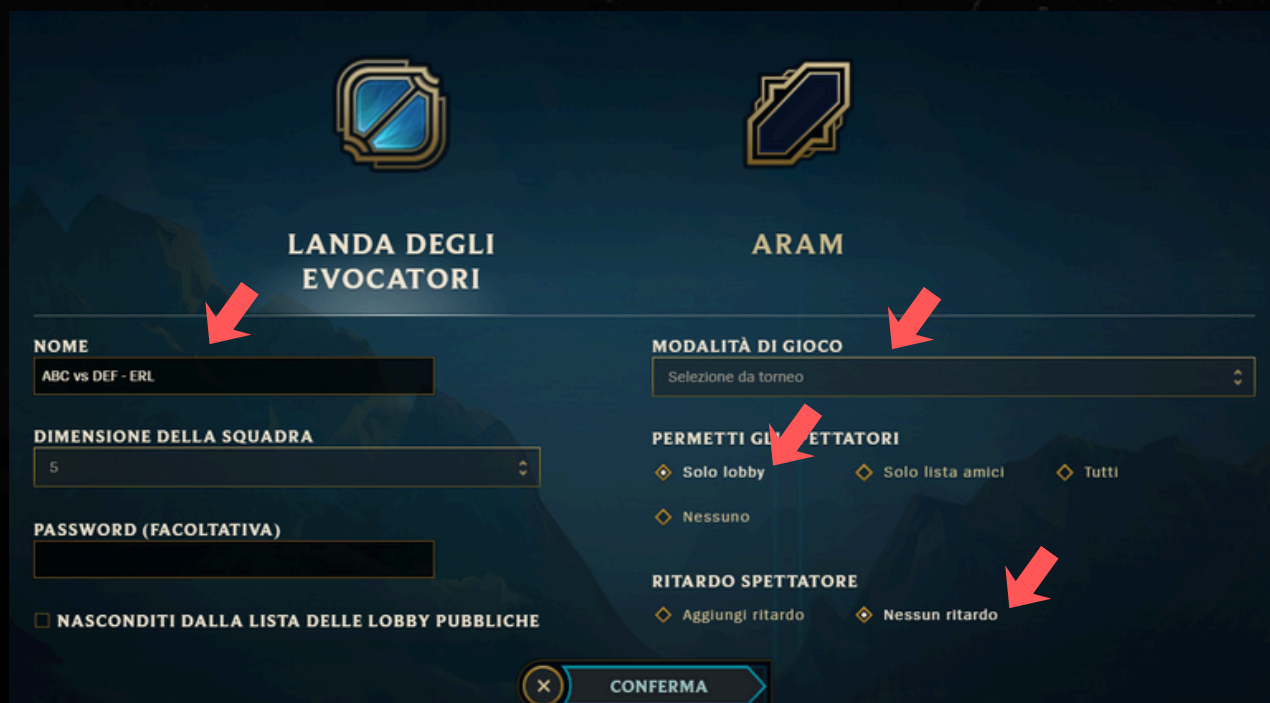 LANDA DEGLI
EVOCATORI
ARAM
NOME
ABC vs DEF - ERL
DIMENSIONE DELLA SQUADRA
5
PASSWORD (FACOLTATIVA)
NASCONDITI DALLA LISTA DELLE LOBBY PUBBLICHE
MODALITÀ DI GIOCO
Selezione da torneo
PERMETTI GLI SPETTATORI
Solo lobby
Solo lista amici
Tutti
Nessuno
RITARDO SPETTATORE
Aggiungi ritardo
Nessun ritardo
CONFERMA